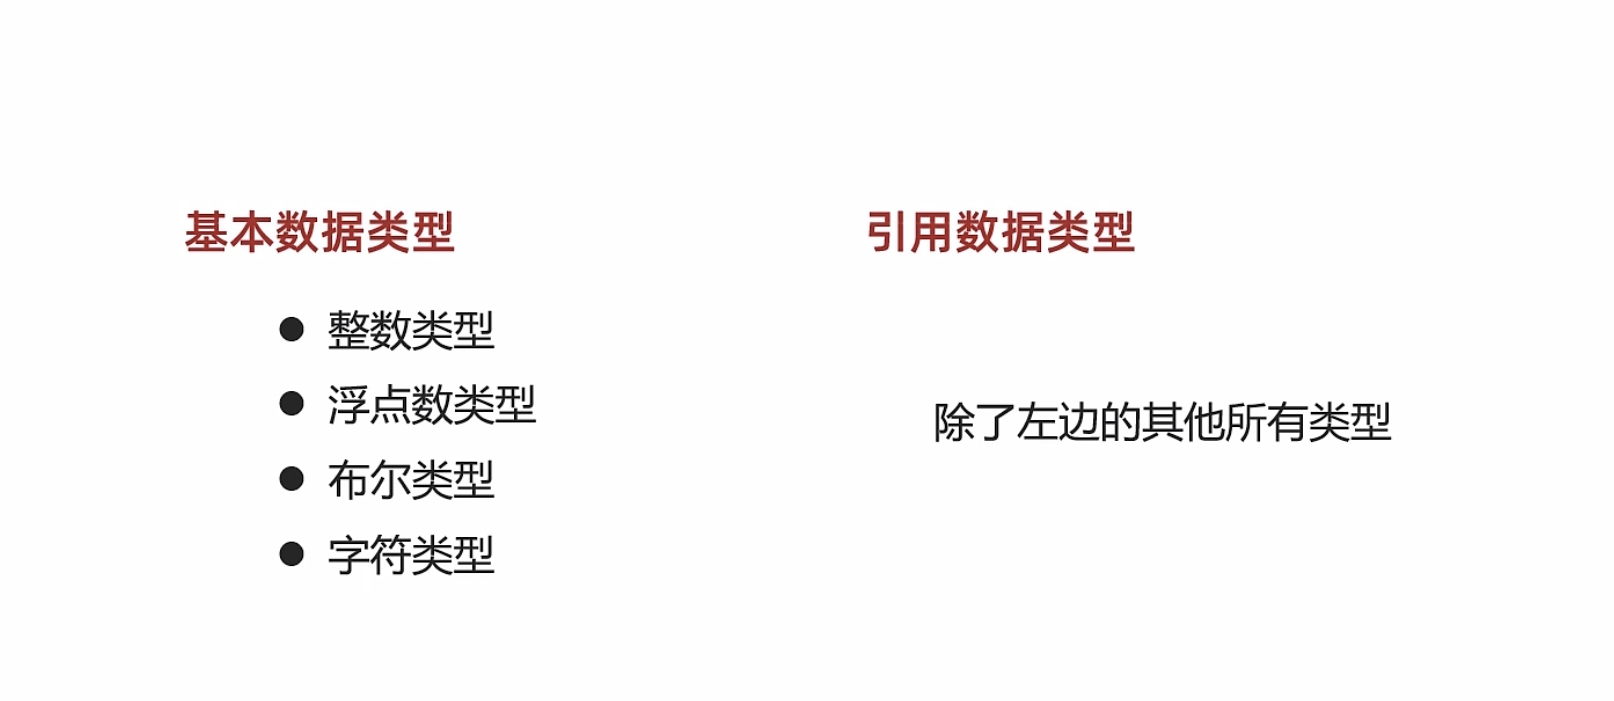 基本数据类型
● 整数类型
● 浮点数类型
● 布尔类型
● 字符类型
引用数据类型
除了左边的其他所有类型